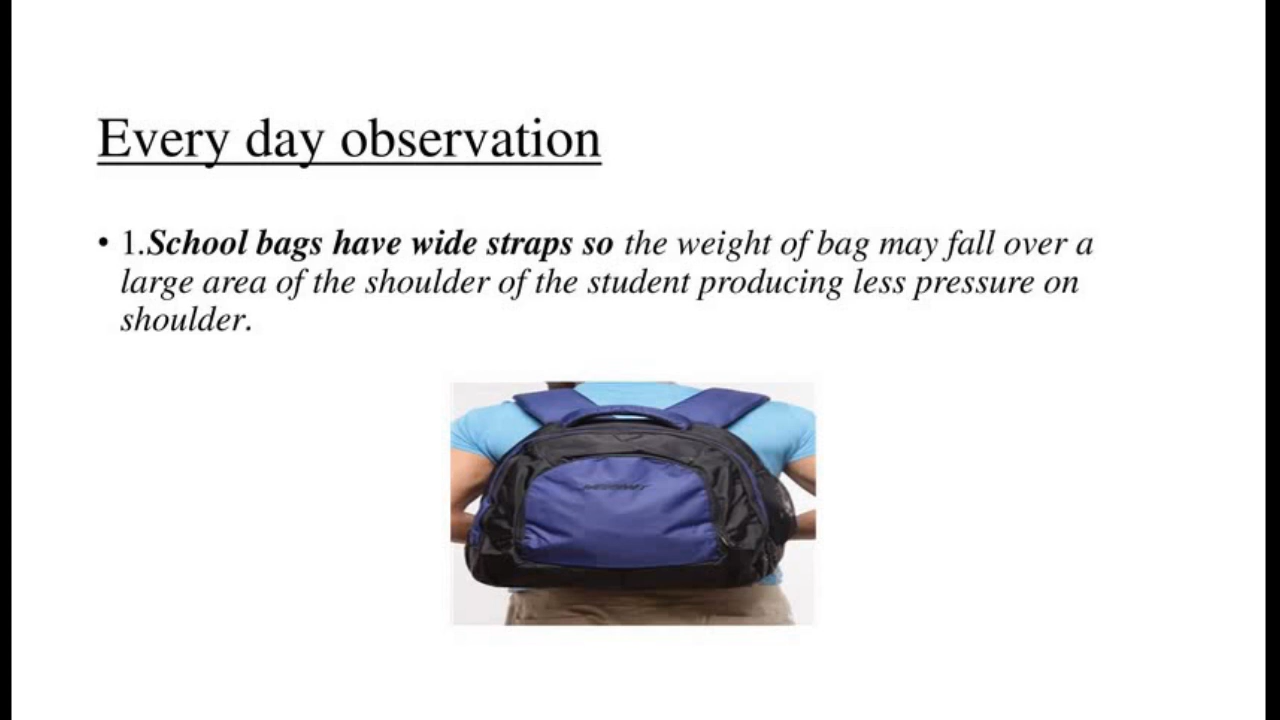 Every day observation
• 1.School bags have wide straps so the weight of bag may fall over a
large area of the shoulder of the student producing less pressure on
shoulder.